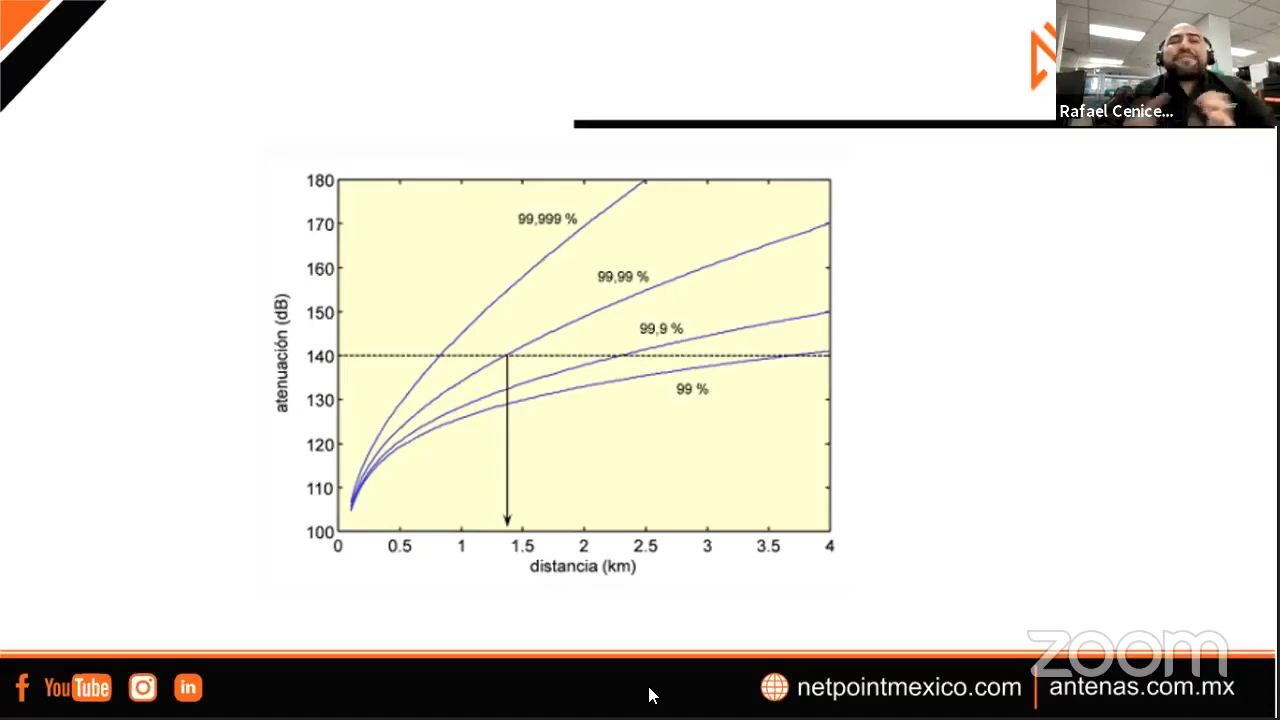 Rafael Cenice...
180
170
160
150
140
130
120
110
100
atenuación (dB)
99,999 %
99,99 %
99,9 %
99 %
0 0.5 1 1.5 2 2.5 3 3.5 4
distancia (km)
zoom
YouTube
in
netpointmexico.com
antenas.com.mx